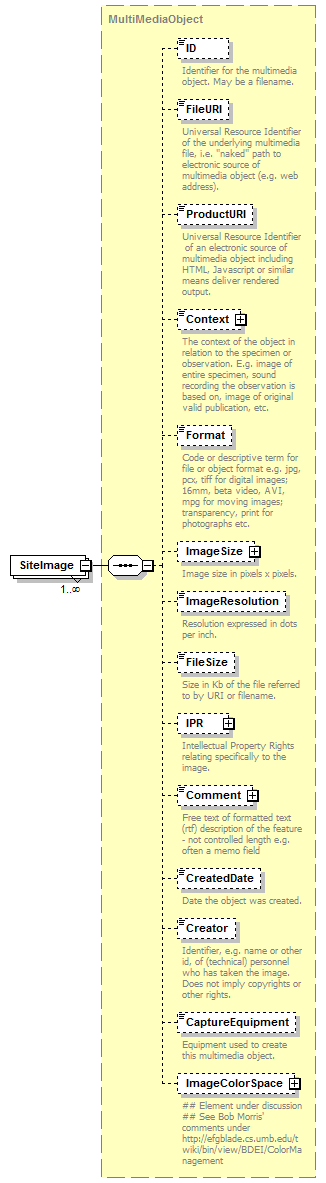 MultiMediaObject
ID
Identifier for the multimedia
object. May be a filename.
FileURI
Universal Resource Identifier
of the underlying multimedia
file, i.e. "naked" path to
electronic source of
multimedia object (e.g. web
address).
ProductURI
Universal Resource Identifier
of an electronic source of
multimedia object including
HTML, Javascript or similar
means deliver rendered
output.
Context
The context of the object in
relation to the specimen or
observation. E.g. image of
entire specimen, sound
recording the observation is
based on, image of original
valid publication, etc.
Format
Code or descriptive term for
file or object format e.g. jpg,
pcx, tiff for digital images;
16mm, beta video, AVI,
mpg for moving images;
transparency, print for
photographs etc.
SiteImage
1..∞
ImageSize
Image size in pixels x pixels.
ImageResolution
Resolution expressed in dots
per inch.
FileSize
Size in Kb of the file referred
to by URI or filename.
IPR
Intellectual Property Rights
relating specifically to the
image.
Comment
Free text of formatted text
(rtf) description of the feature
- not controlled length e.g.
often a memo field
CreatedDate
Date the object was created.
Creator
Identifier, e.g. name or other
id, of (technical) personnel
who has taken the image.
Does not imply copyrights or
other rights.
CaptureEquipment
Equipment used to create
this multimedia object.
ImageColorSpace
## Element under discussion
## See Bob Morris'
comments under
http://efgblade.cs.umb.edu/t
wiki/bin/view/BDEI/ColorMa
nagement